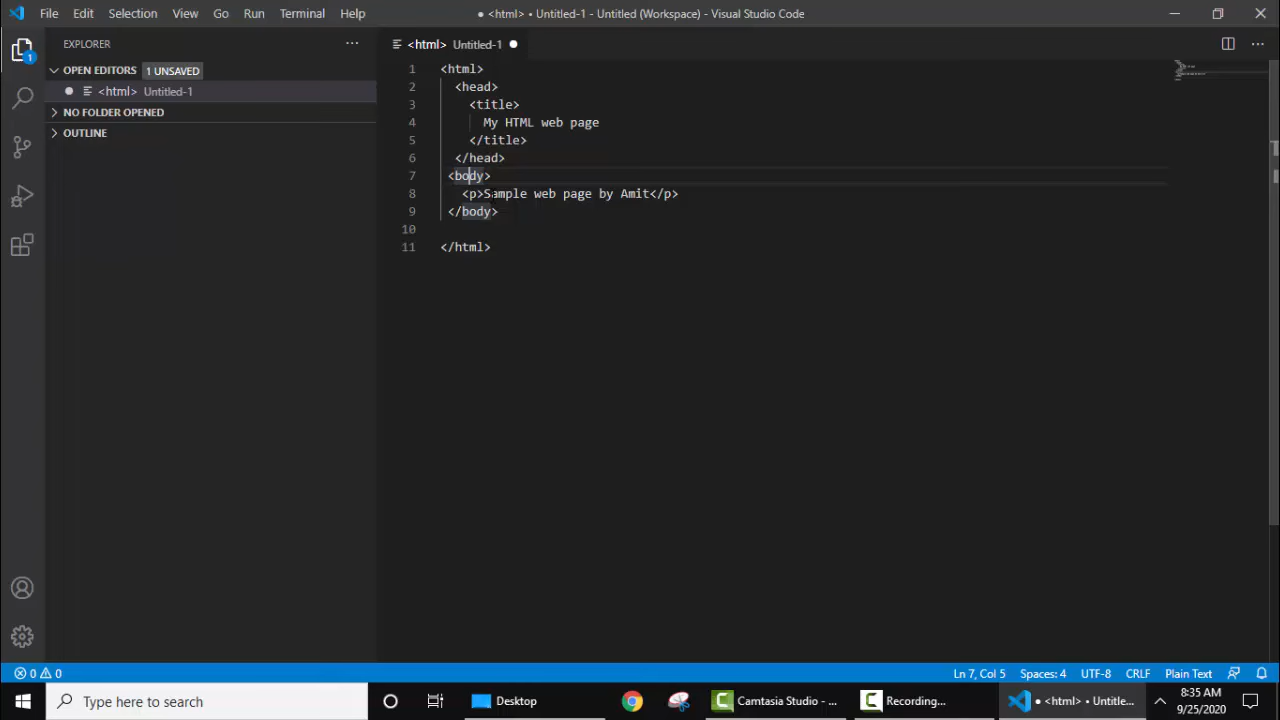 File Edit Selection View Go Run Terminal Help ● <html> Untitled-1 - Untitled (Workspace) - Visual Studio Code
EXPLORER ···
<html> Untitled-1 ●
OPEN EDITORS 1 UNSAVED
● <html> Untitled-1
NO FOLDER OPENED
OUTLINE
1
1 <html>
2 <head>
3 <title>
4 My HTML web page
5 </title>
6 </head>
7 <body>
8 <p>Sample web page by Amit</p>
9 </body>
10
11 </html>
0 0 Ln 7, Col 5 Spaces: 4 UTF-8 CRLF Plain Text
Type here to search Desktop Camtasia Studio - ... Recording... ● <html> • Untitle... 8:35 AM
9/25/2020